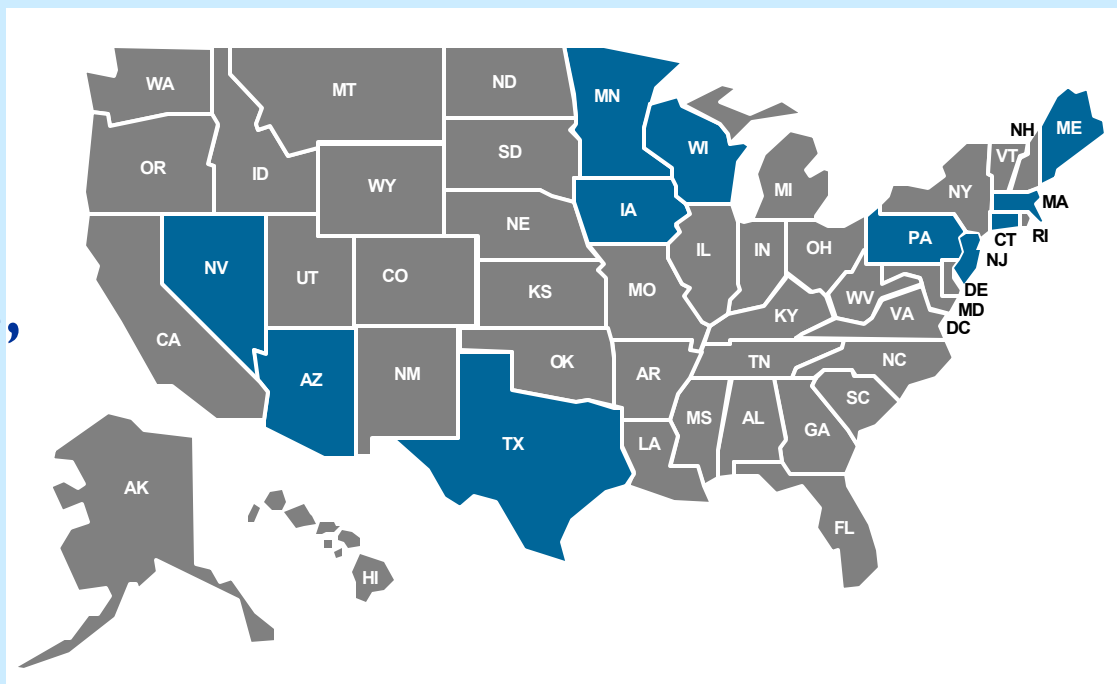 WA
MT
ND
MN
ME
NH
VT
OR
ID
SD
WI
WY
MI
NY
MA
NE
IA
PA
CT
RI
NV
UT
CO
IL
IN
OH
NJ
KS
MO
WV
DE
MD
VA
DC
CA
KY
AZ
NM
OK
AR
TN
NC
SC
TX
LA
MS
AL
GA
AK
FL
HI
,